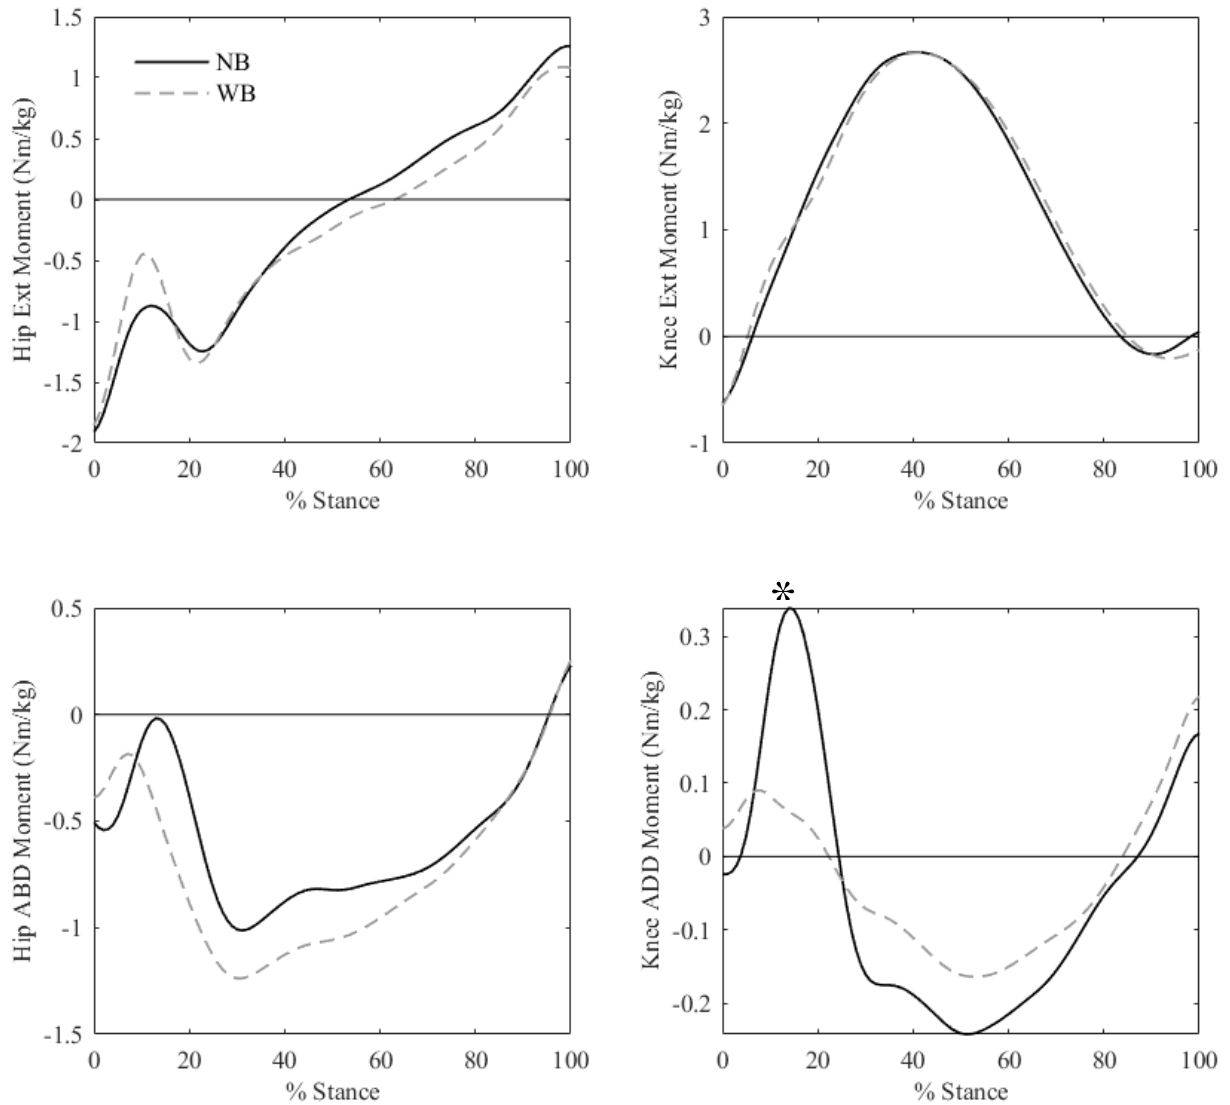 1.5
1
0.5
0
-0.5
-1
-1.5
-2
Hip Ext Moment (Nm/kg)
NB
WB
0 20 40 60 80 100
% Stance
3
2
1
0
-1
Knee Ext Moment (Nm/kg)
0 20 40 60 80 100
% Stance
0.5
0
-0.5
-1
-1.5
Hip ABD Moment (Nm/kg)
0 20 40 60 80 100
% Stance
*
0.3
0.2
0.1
0
-0.1
-0.2
Knee ADD Moment (Nm/kg)
0 20 40 60 80 100
% Stance